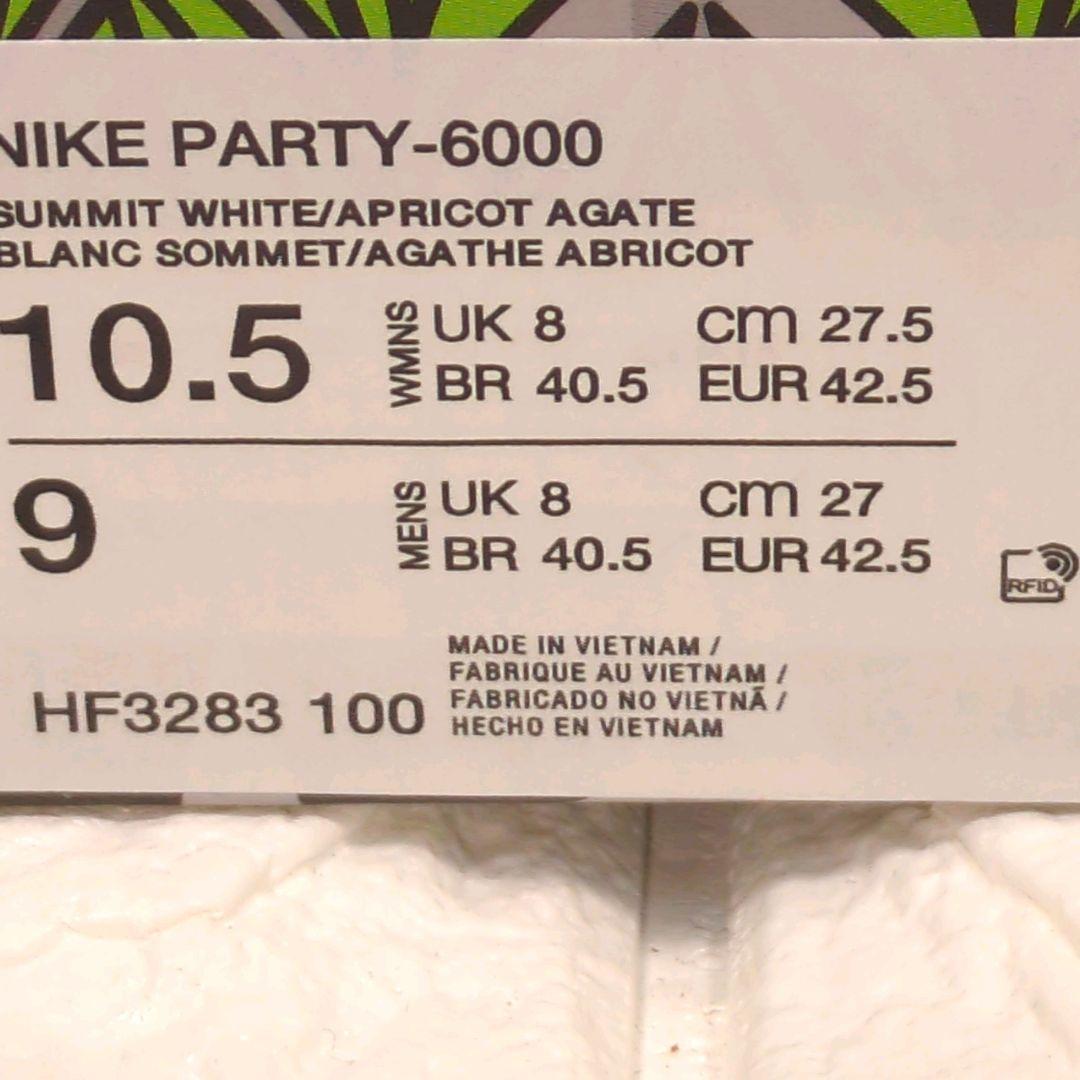 NIKE PARTY-6000
SUMMIT WHITE/APRICOT AGATE
BLANC SOMMET/AGATHE ABRICOT
10.5 WMNS UK 8 CM 27.5
BR 40.5 EUR 42.5
9 MENS UK 8 CM 27
BR 40.5 EUR 42.5
RFID
MADE IN VIETNAM /
FABRIQUE AU VIETNAM /
HF3283 100 FABRICADO NO VIETNÃ /
HECHO EN VIETNAM